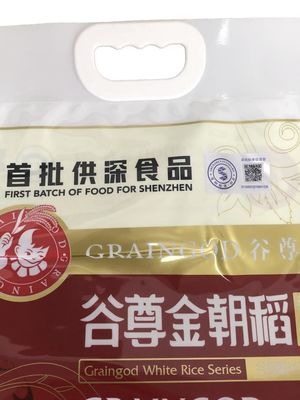 首批供深食品
FIRST BATCH OF FOOD FOR SHENZHEN
GRAINGOD 谷尊
谷尊金朝稻
Graingod White Rice Series
GRAINGOD